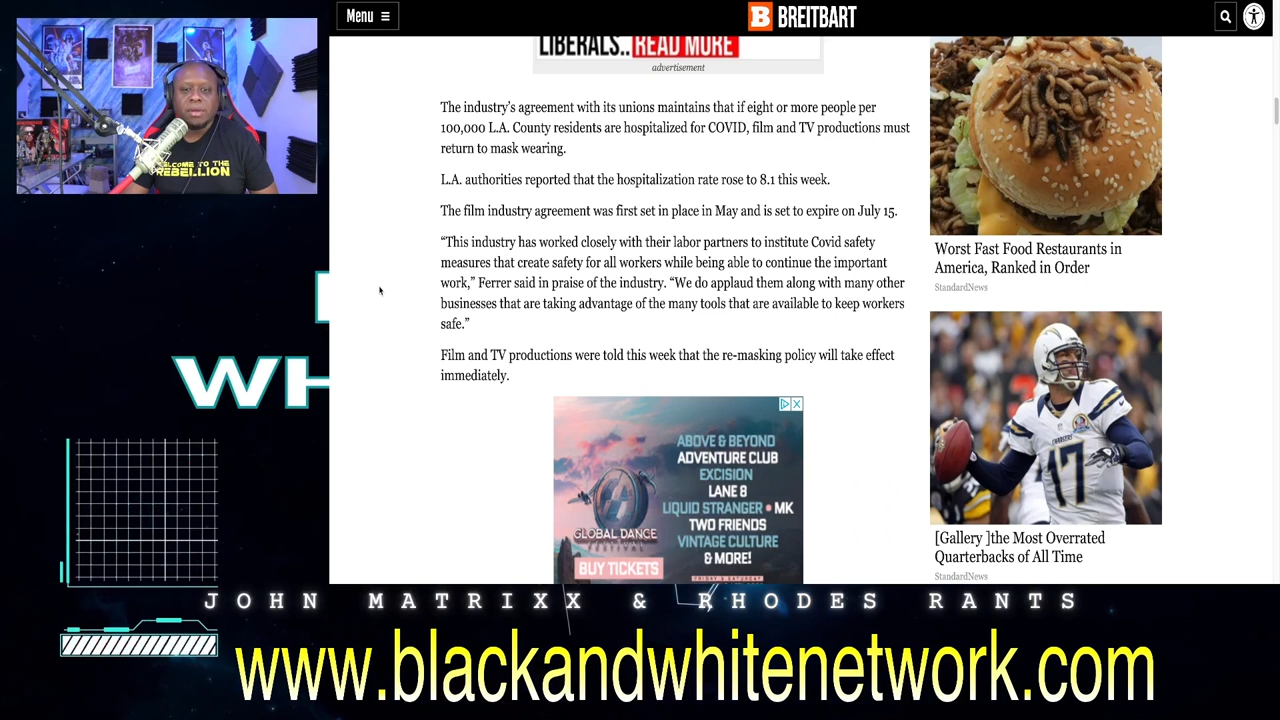 Menu
BREITBART
LIBERALS.. READ MORE
advertisement
The industry's agreement with its unions maintains that if eight or more people per
100,000 L.A. County residents are hospitalized for COVID, film and TV productions must
return to mask wearing.
L.A. authorities reported that the hospitalization rate rose to 8.1 this week.
The film industry agreement was first set in place in May and is set to expire on July 15.
“This industry has worked closely with their labor partners to institute Covid safety
measures that create safety for all workers while being able to continue the important
work,” Ferrer said in praise of the industry. “We do applaud them along with many other
businesses that are taking advantage of the many tools that are available to keep workers
safe.”
Film and TV productions were told this week that the re-masking policy will take effect
immediately.
ABOVE & BEYOND
ADVENTURE CLUB
EXCISION
LANE 8
LIQUID STRANGER • MK
TWO FRIENDS
VINTAGE CULTURE
& MORE!
GLOBAL DANCE
BUY TICKETS
Worst Fast Food Restaurants in
America, Ranked in Order
StandardNews
CHARGERS
17
[Gallery ]the Most Overrated
Quarterbacks of All Time
StandardNews
WELCOME TO THE
REBELLION
WH
JOHN MATRIXX & RHODES RANTS
www.blackandwhitenetwork.com